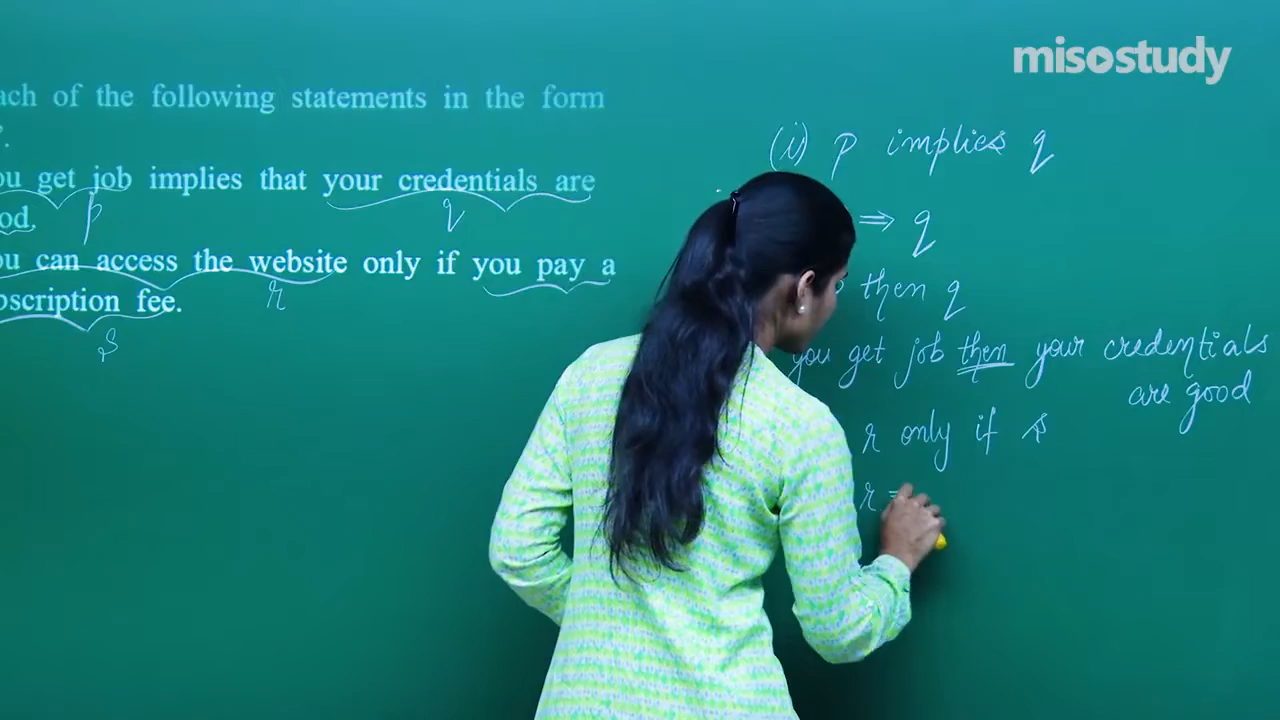 misostudy
ach of the following statements in the form
'.
ou get job implies that your credentials are
od.
p q
ou can access the website only if you pay a
bscription fee.
r
s
(i) p implies q
⇒ q
then q
you get job then your credentials
are good
r only if s
r =